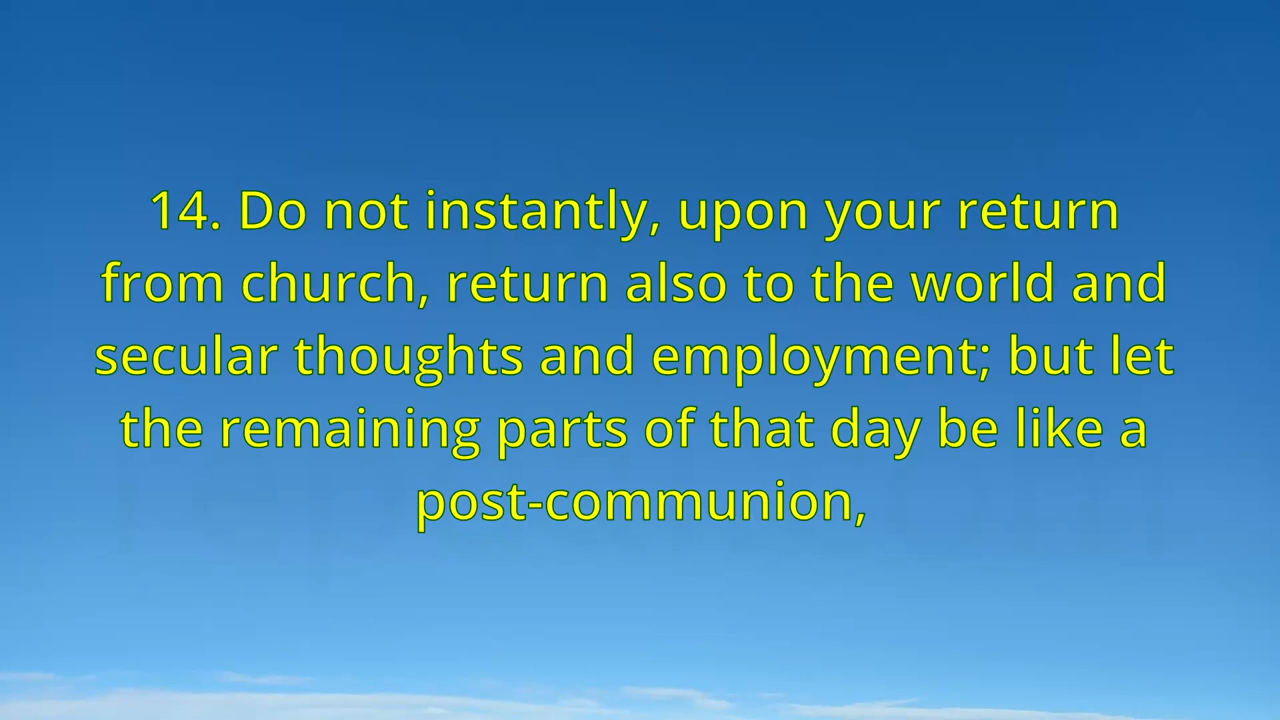 14. Do not instantly, upon your return
from church, return also to the world and
secular thoughts and employment; but let
the remaining parts of that day be like a
post-communion,